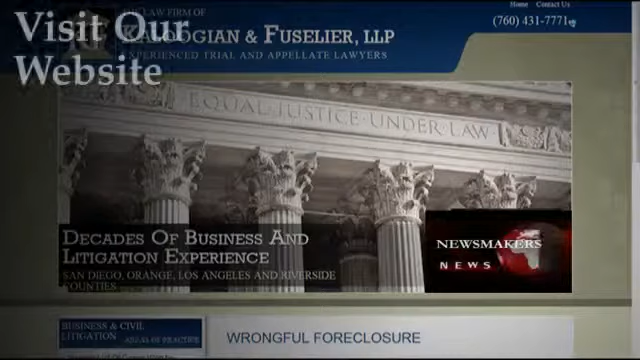 Visit Our
Website
THE LAW FIRM OF
KALOOGIAN & FUSELIER, LLP
EXPERIENCED TRIAL AND APPELLATE LAWYERS
Home Contact Us
(760) 431-7771
EQUAL·JUSTICE·UNDER·LAW
DECADES OF BUSINESS AND
LITIGATION EXPERIENCE
SAN DIEGO, ORANGE, LOS ANGELES AND RIVERSIDE
COUNTIES
NEWSMAKERS
NEWS
BUSINESS & CIVIL
LITIGATION AREAS OF PRACTICE
WRONGFUL FORECLOSURE